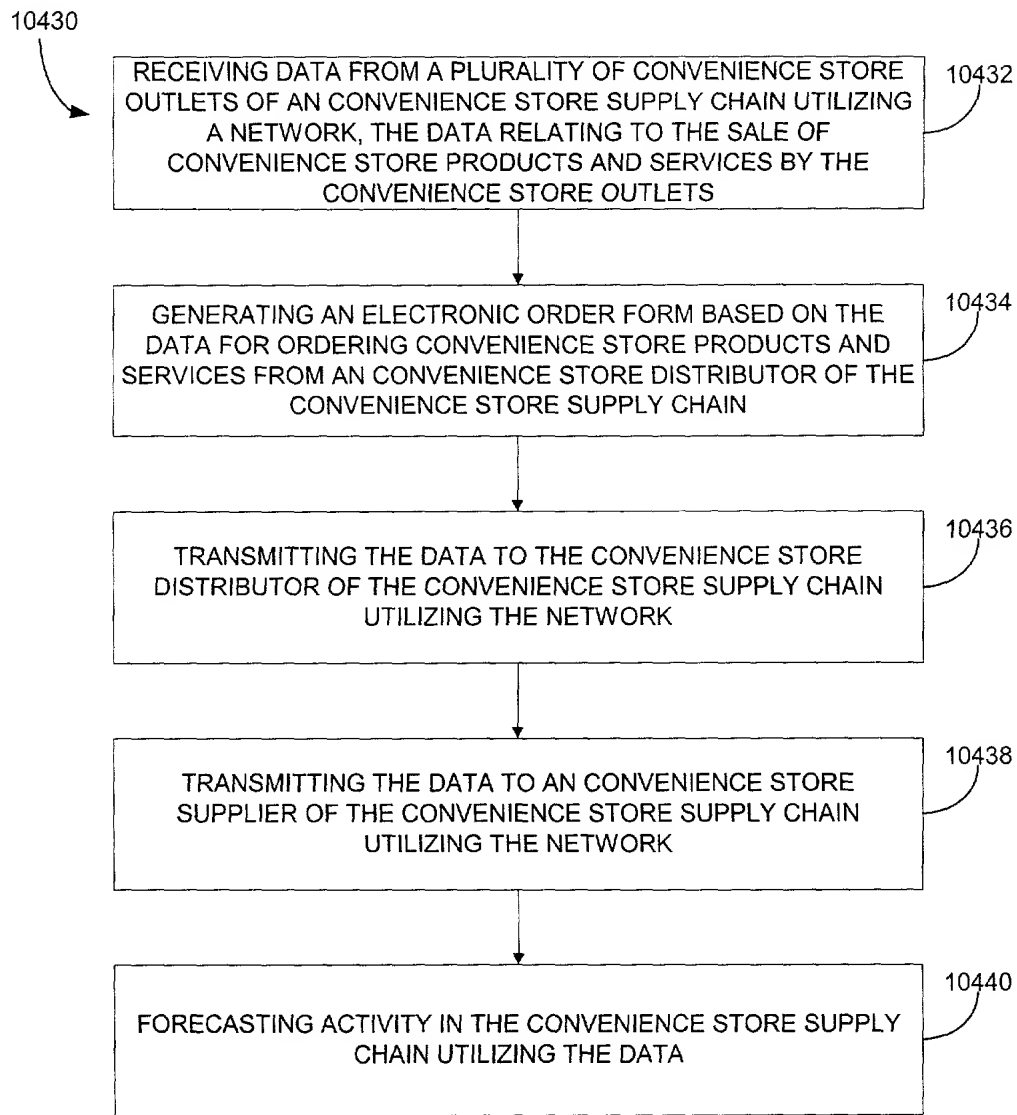 10430
RECEIVING DATA FROM A PLURALITY OF CONVENIENCE STORE
OUTLETS OF AN CONVENIENCE STORE SUPPLY CHAIN UTILIZING
A NETWORK, THE DATA RELATING TO THE SALE OF
CONVENIENCE STORE PRODUCTS AND SERVICES BY THE
CONVENIENCE STORE OUTLETS
10432
GENERATING AN ELECTRONIC ORDER FORM BASED ON THE
DATA FOR ORDERING CONVENIENCE STORE PRODUCTS AND
SERVICES FROM AN CONVENIENCE STORE DISTRIBUTOR OF THE
CONVENIENCE STORE SUPPLY CHAIN
10434
TRANSMITTING THE DATA TO THE CONVENIENCE STORE
DISTRIBUTOR OF THE CONVENIENCE STORE SUPPLY CHAIN
UTILIZING THE NETWORK
10436
TRANSMITTING THE DATA TO AN CONVENIENCE STORE
SUPPLIER OF THE CONVENIENCE STORE SUPPLY CHAIN
UTILIZING THE NETWORK
10438
FORECASTING ACTIVITY IN THE CONVENIENCE STORE SUPPLY
CHAIN UTILIZING THE DATA
10440